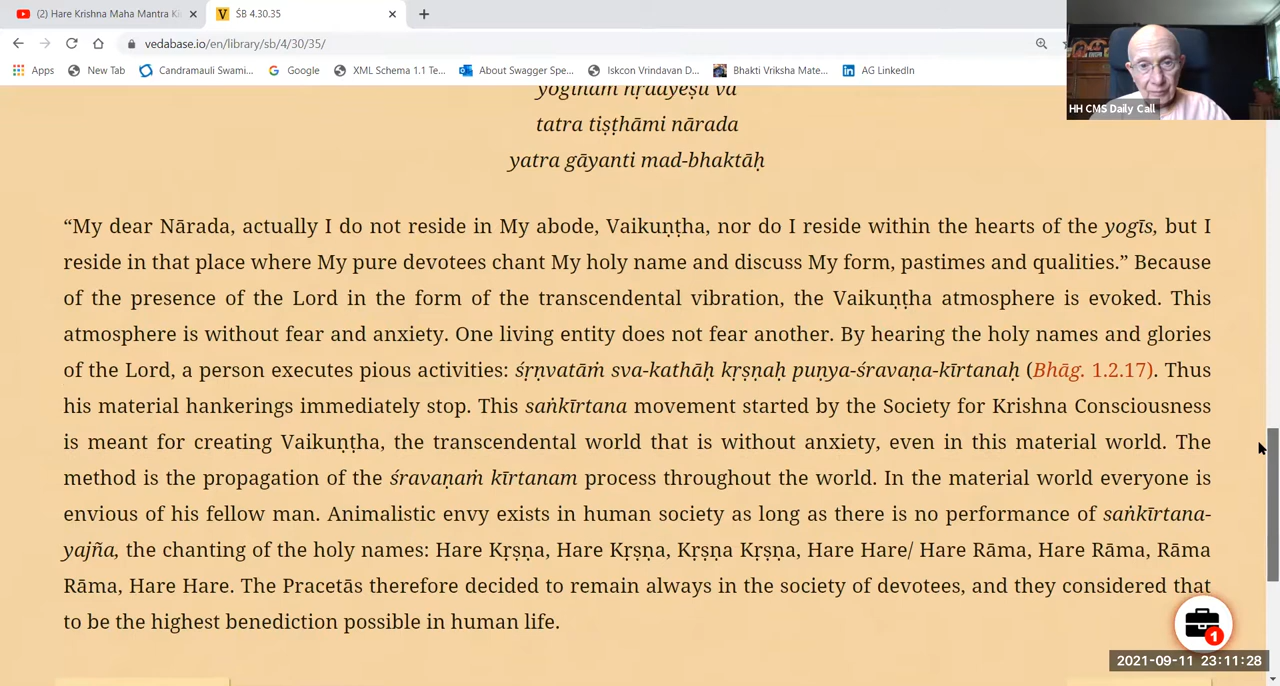 (2) Hare Krishna Maha Mantra Ki
ŚB 4.30.35
vedabase.io/en/library/sb/4/30/35/
Apps
New Tab
Candramauli Swami...
Google
XML Schema 1.1 Te...
About Swagger Spe...
Iskcon Vrindavan D...
Bhakti Vriksha Mate...
AG LinkedIn
HH CMS Daily Call
yogināṁ hṛdayeṣu vā
tatra tiṣṭhāmi nārada
yatra gāyanti mad-bhaktāḥ
“My dear Nārada, actually I do not reside in My abode, Vaikuṇṭha, nor do I reside within the hearts of the yogīs, but I
reside in that place where My pure devotees chant My holy name and discuss My form, pastimes and qualities.” Because
of the presence of the Lord in the form of the transcendental vibration, the Vaikuṇṭha atmosphere is evoked. This
atmosphere is without fear and anxiety. One living entity does not fear another. By hearing the holy names and glories
of the Lord, a person executes pious activities: śṛṇvatāṁ sva-kathāḥ kṛṣṇaḥ puṇya-śravaṇa-kīrtanaḥ (Bhāg. 1.2.17). Thus
his material hankerings immediately stop. This saṅkīrtana movement started by the Society for Krishna Consciousness
is meant for creating Vaikuṇṭha, the transcendental world that is without anxiety, even in this material world. The
method is the propagation of the śravaṇaṁ kīrtanam process throughout the world. In the material world everyone is
envious of his fellow man. Animalistic envy exists in human society as long as there is no performance of saṅkīrtana-
yajña, the chanting of the holy names: Hare Kṛṣṇa, Hare Kṛṣṇa, Kṛṣṇa Kṛṣṇa, Hare Hare/ Hare Rāma, Hare Rāma, Rāma
Rāma, Hare Hare. The Pracetās therefore decided to remain always in the society of devotees, and they considered that
to be the highest benediction possible in human life.
1
2021-09-11 23:11:28